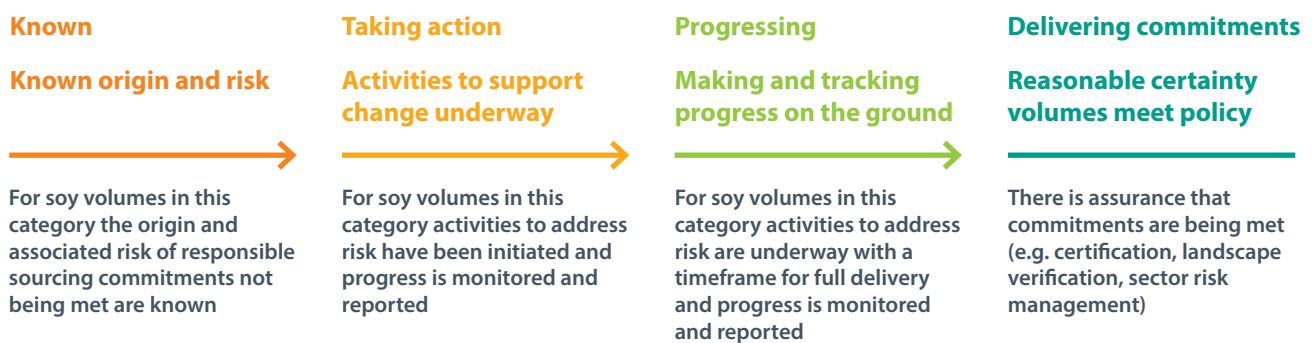 Known
Known origin and risk
For soy volumes in this
category the origin and
associated risk of responsible
sourcing commitments not
being met are known
Taking action
Activities to support
change underway
For soy volumes in this
category activities to address
risk have been initiated and
progress is monitored and
reported
Progressing
Making and tracking
progress on the ground
For soy volumes in this
category activities to address
risk are underway with a
timeframe for full delivery
and progress is monitored
and reported
Delivering commitments
Reasonable certainty
volumes meet policy
There is assurance that
commitments are being met
(e.g. certification, landscape
verification, sector risk
management)